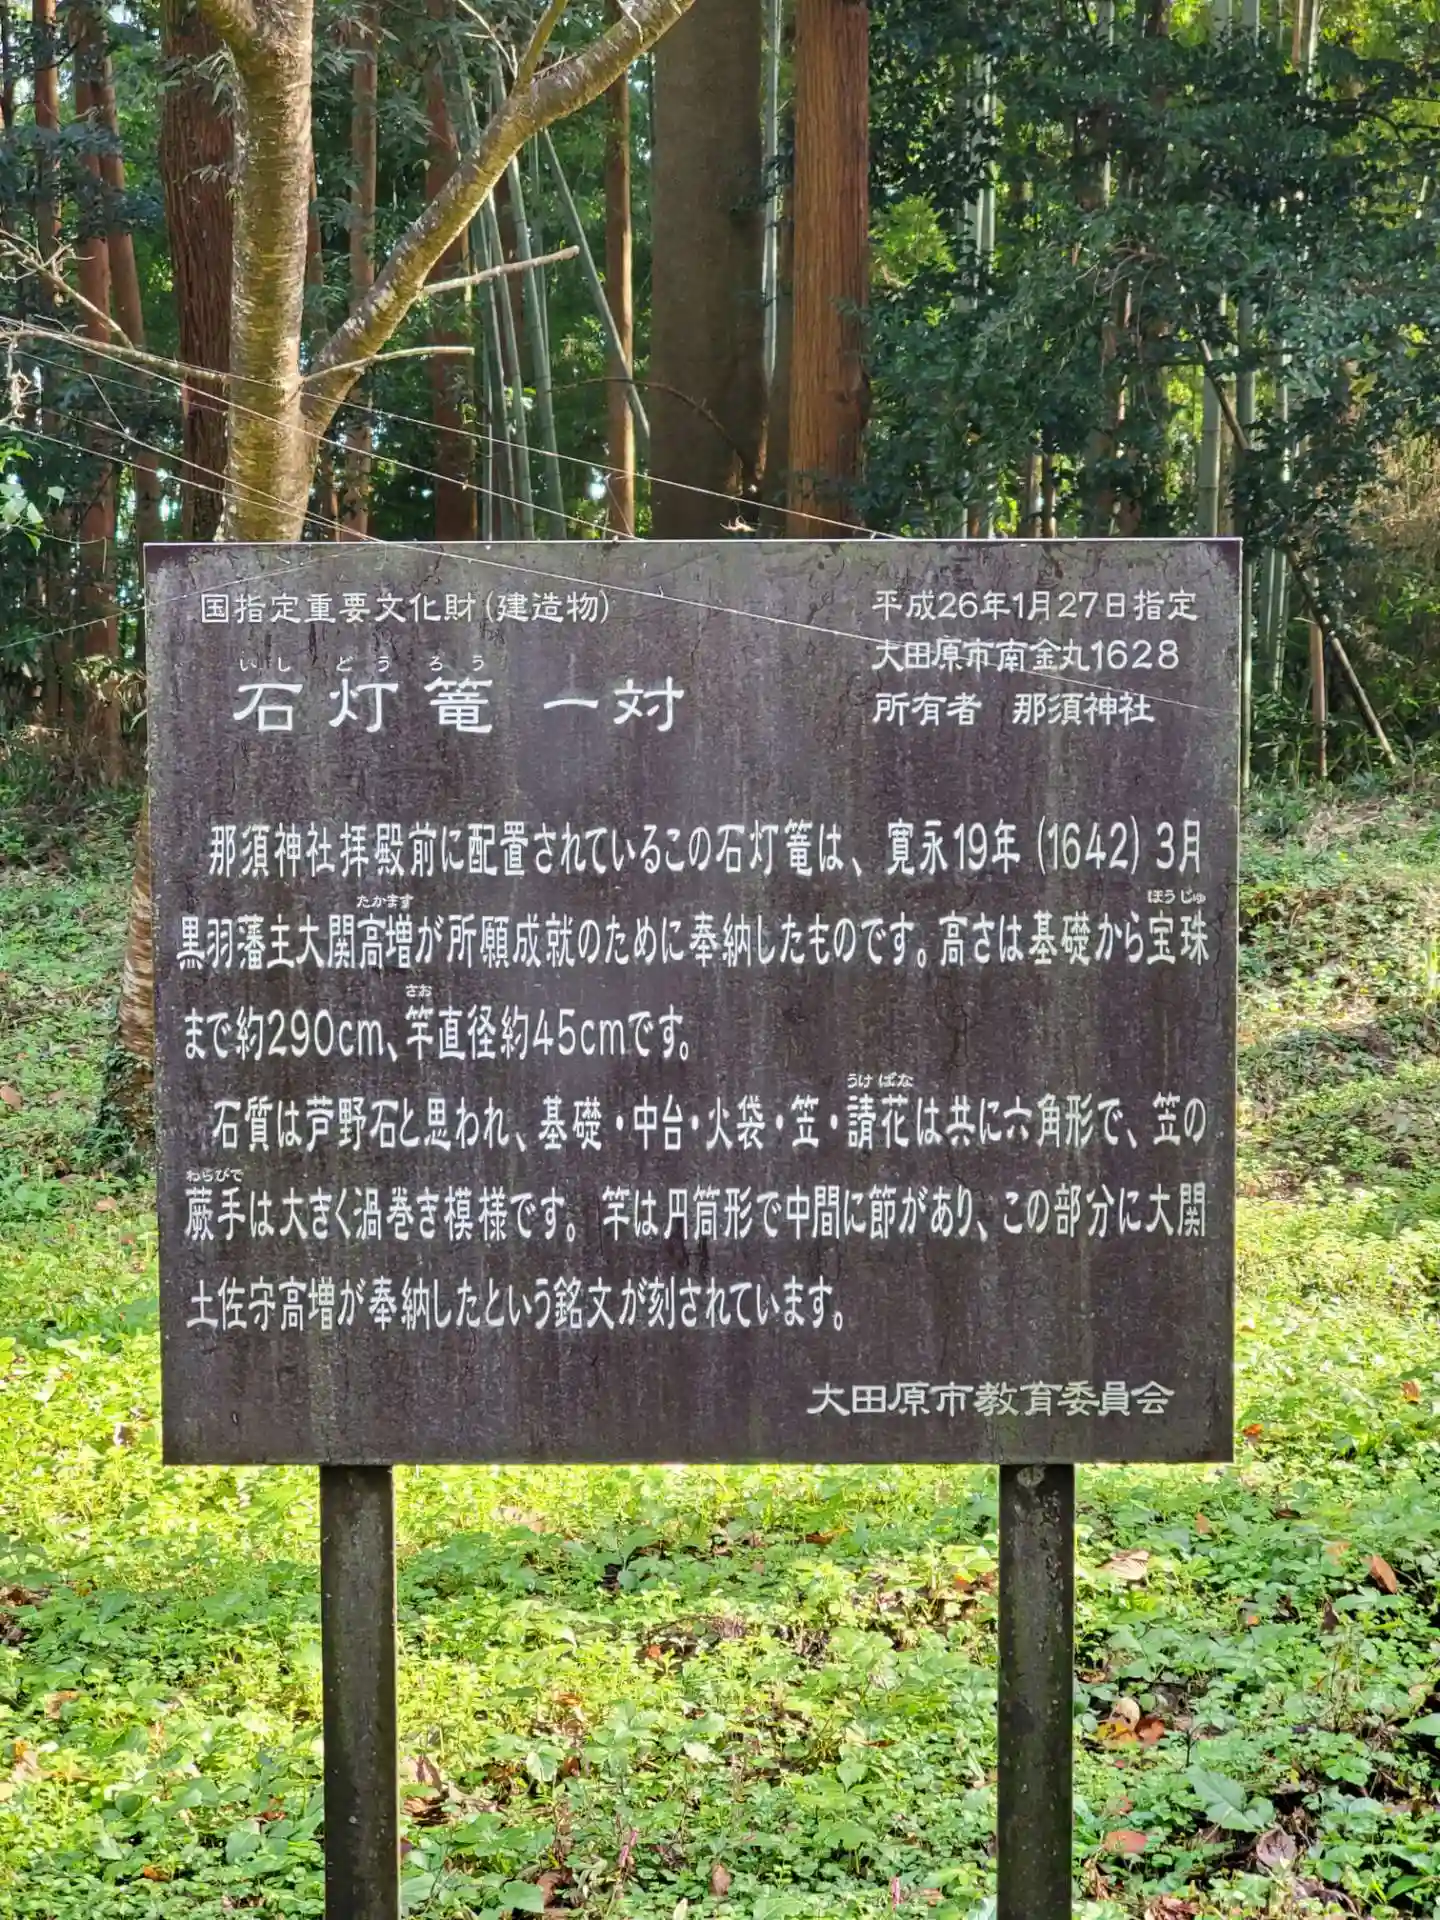 国指定重要文化財(建造物)
平成26年1月27日指定
大田原市南金丸1628
所有者 那須神社
いし どう ろう
石灯篭 一対
那須神社拝殿前に配置されているこの石灯篭は、寛永19年(1642)3月
たかます ほうじゅ
黒羽藩主大関高増が所願成就のために奉納したものです。高さは基礎から宝珠
さお
まで約290cm、竿直径約45cmです。
うけ ばな
石質は芦野石と思われ、基礎・中台・火袋・笠・請花は共に六角形で、笠の
わらびで
蕨手は大きく渦巻き模様です。竿は円筒形で中間に節があり、この部分に大関
土佐守高増が奉納したという銘文が刻されています。
大田原市教育委員会